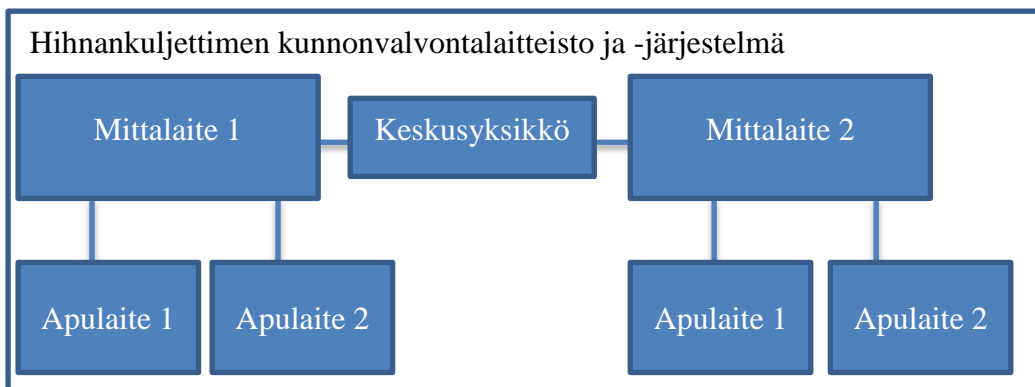 Hihnankuljettimen kunnonvalvontalaitteisto ja -järjestelmä
Mittalaite 1
Keskusyksikkö
Mittalaite 2
Apulaite 1
Apulaite 2
Apulaite 1
Apulaite 2